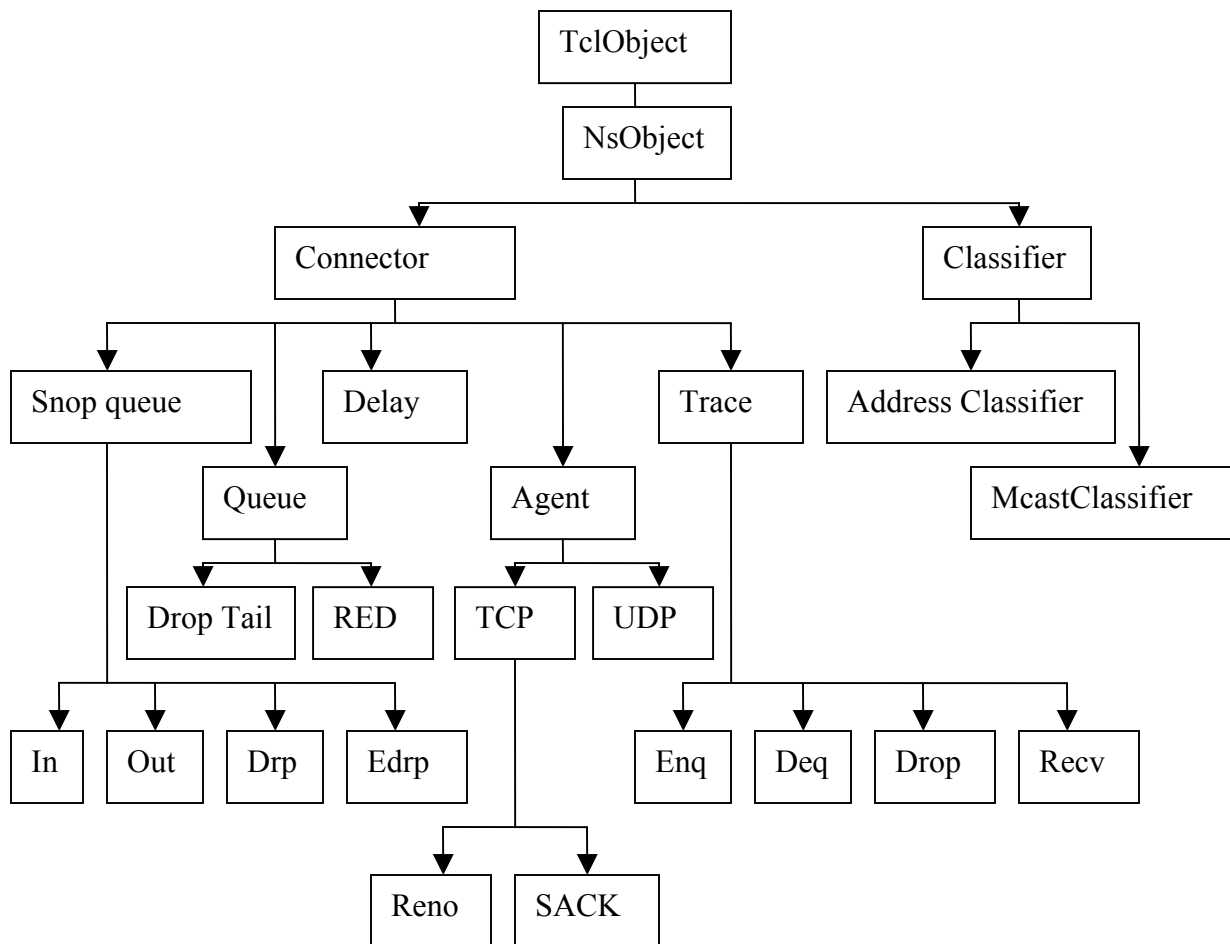 TclObject
NsObject
Connector
Classifier
Snop queue
Delay
Trace
Address Classifier
Queue
Agent
McastClassifier
Drop Tail
RED
TCP
UDP
In
Out
Drp
Edrp
Enq
Deq
Drop
Recv
Reno
SACK